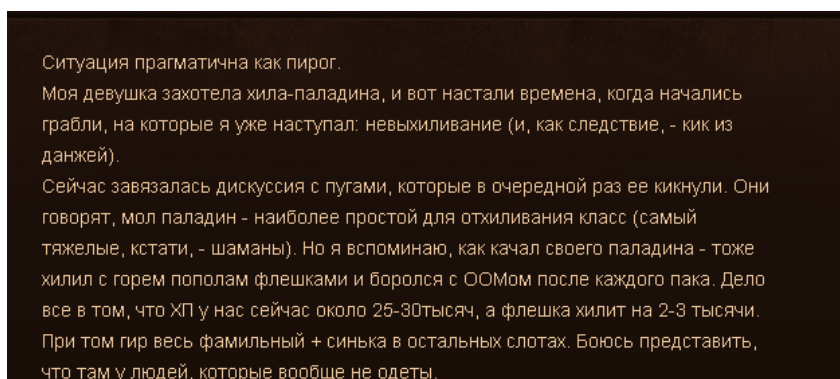 Ситуация прагматична как пирог.
Моя девушка захотела хила-паладина, и вот настали времена, когда начались
грабли, на которые я уже наступал: невыхиливание (и, как следствие, - кик из
данжей).
Сейчас завязалась дискуссия с пугами, которые в очередной раз ее кикнули. Они
говорят, мол паладин - наиболее простой для отхиливания класс (самый
тяжелые, кстати, - шаманы). Но я вспоминаю, как качал своего паладина - тоже
хилил с горем пополам флешками и боролся с ООМом после каждого пака. Дело
все в том, что ХП у нас сейчас около 25-30тысяч, а флешка хилит на 2-3 тысячи.
При том гир весь фамильный + синька в остальных слотах. Боюсь представить,
что там у людей, которые вообще не одеты.